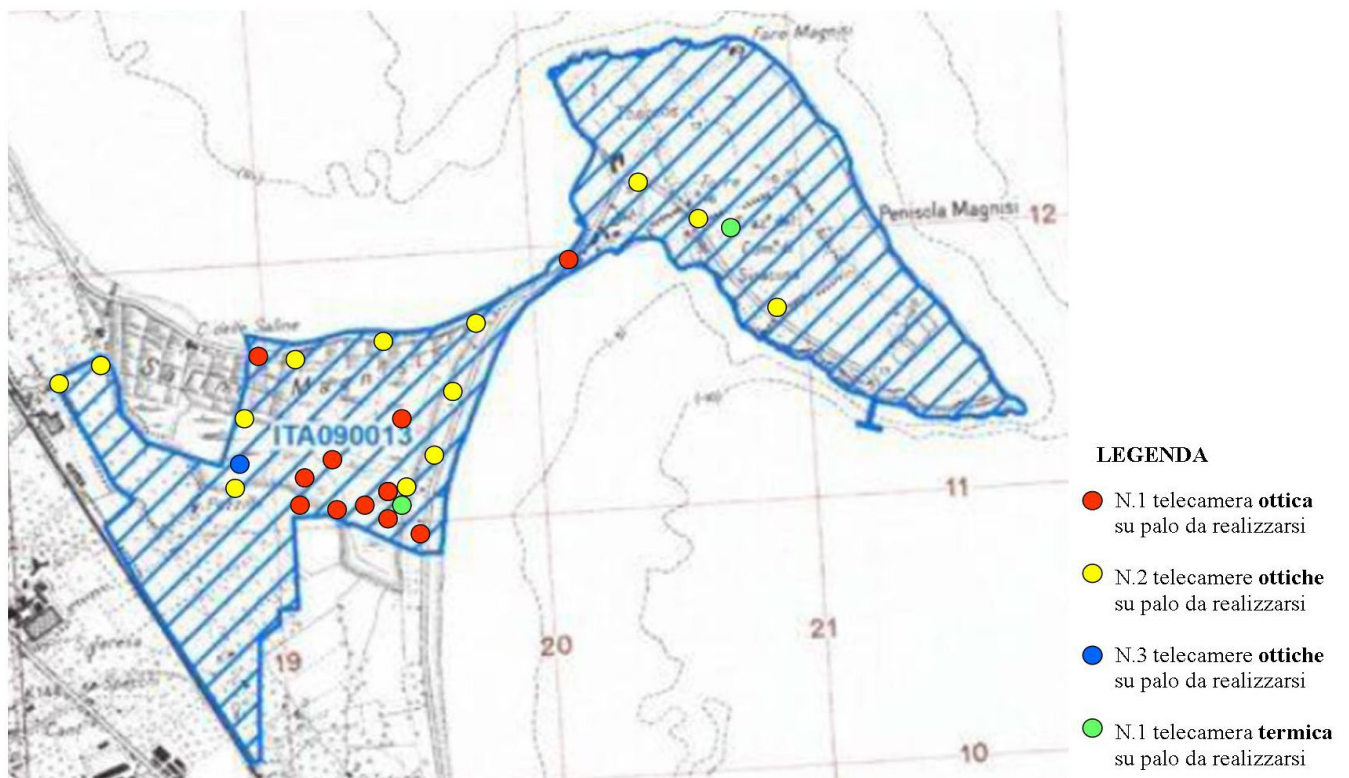 Faro Magnisi
Thapsos
Torre
Penisola Magnisi
12
C. delle Saline
ITA090013
11
20
21
19
10
LEGENDA
N.1 telecamera ottica
su palo da realizzarsi
N.2 telecamere ottiche
su palo da realizzarsi
N.3 telecamere ottiche
su palo da realizzarsi
N.1 telecamera termica
su palo da realizzarsi